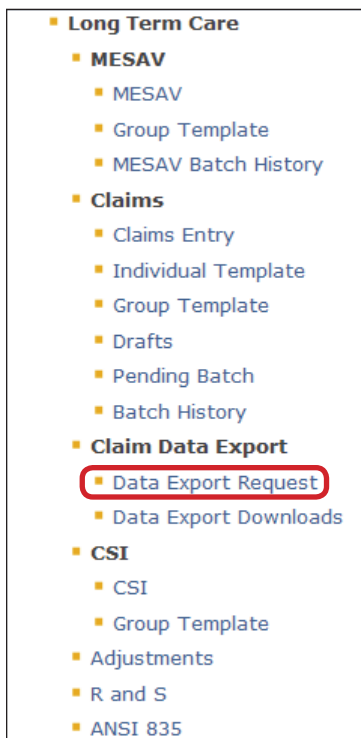 Long Term Care
MESAV
MESAV
Group Template
MESAV Batch History
Claims
Claims Entry
Individual Template
Group Template
Drafts
Pending Batch
Batch History
Claim Data Export
Data Export Request
Data Export Downloads
CSI
CSI
Group Template
Adjustments
R and S
ANSI 835